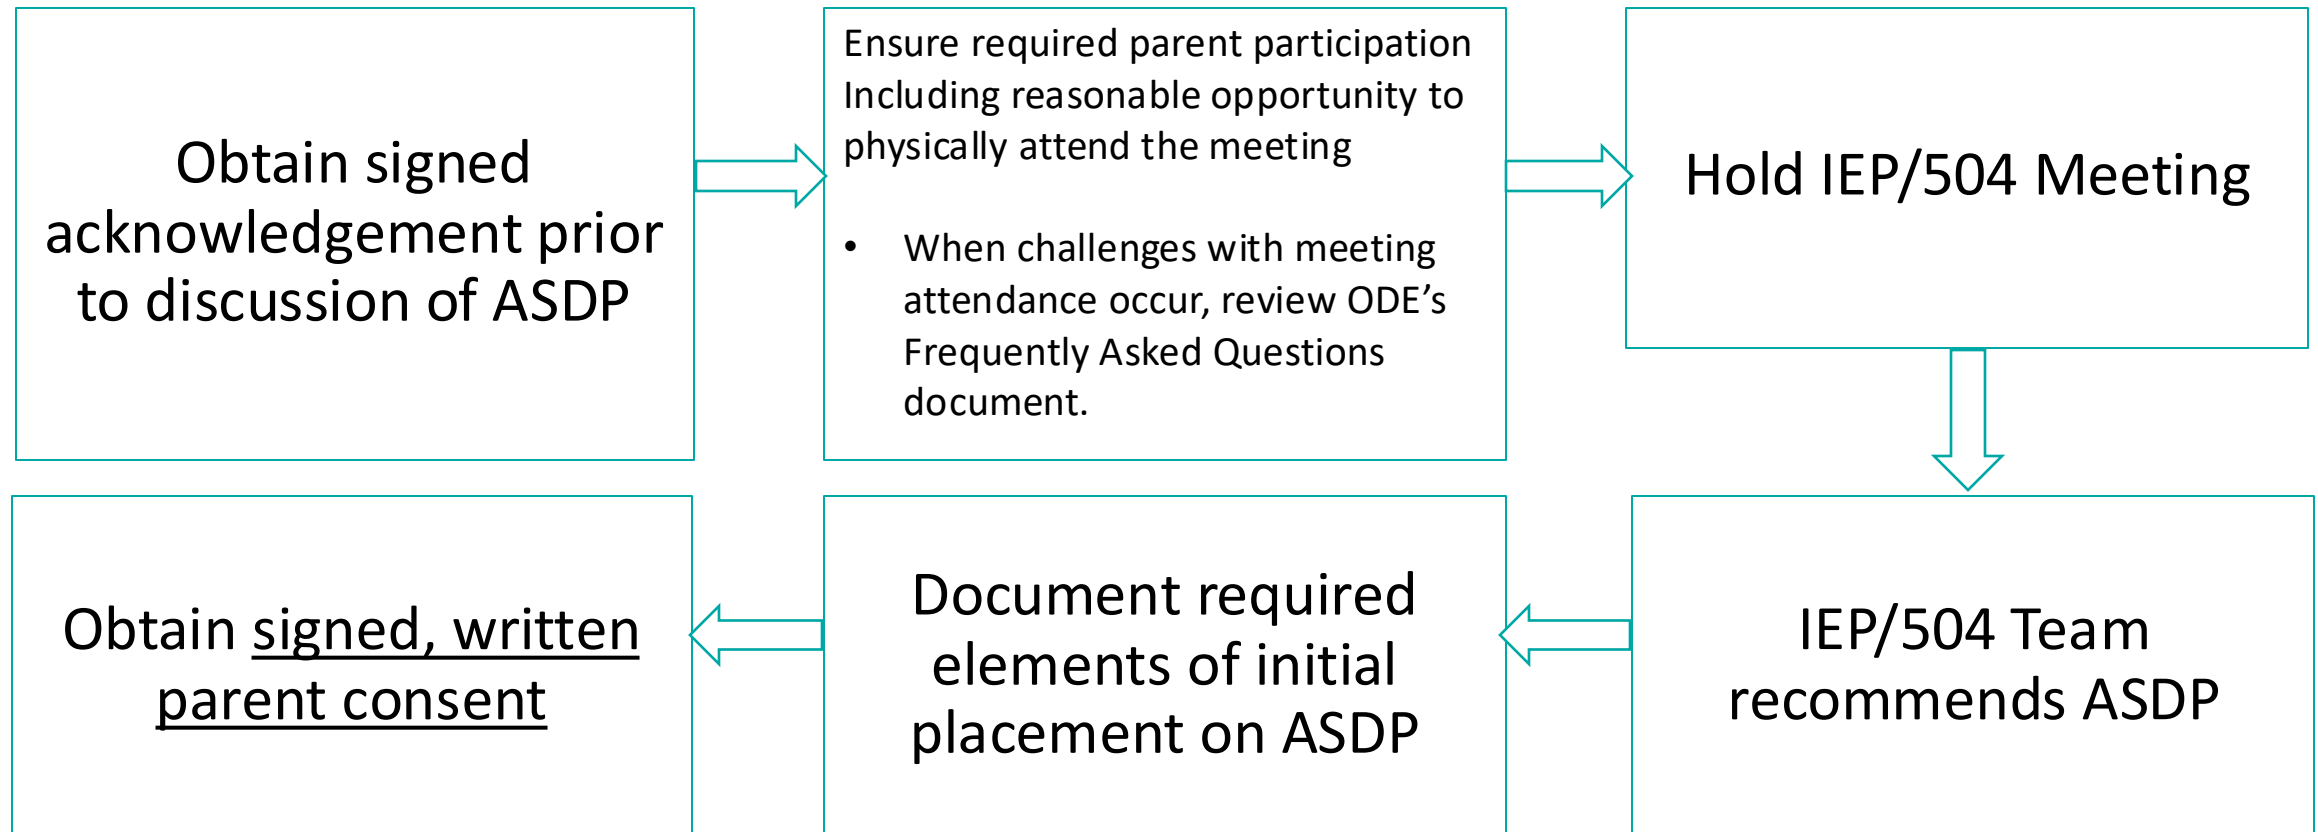 Obtain signed
acknowledgement prior
to discussion of ASDP
Ensure required parent participation
Including reasonable opportunity to
physically attend the meeting
• When challenges with meeting
attendance occur, review ODE’s
Frequently Asked Questions
document.
Hold IEP/504 Meeting
IEP/504 Team
recommends ASDP
Document required
elements of initial
placement on ASDP
Obtain signed, written
parent consent